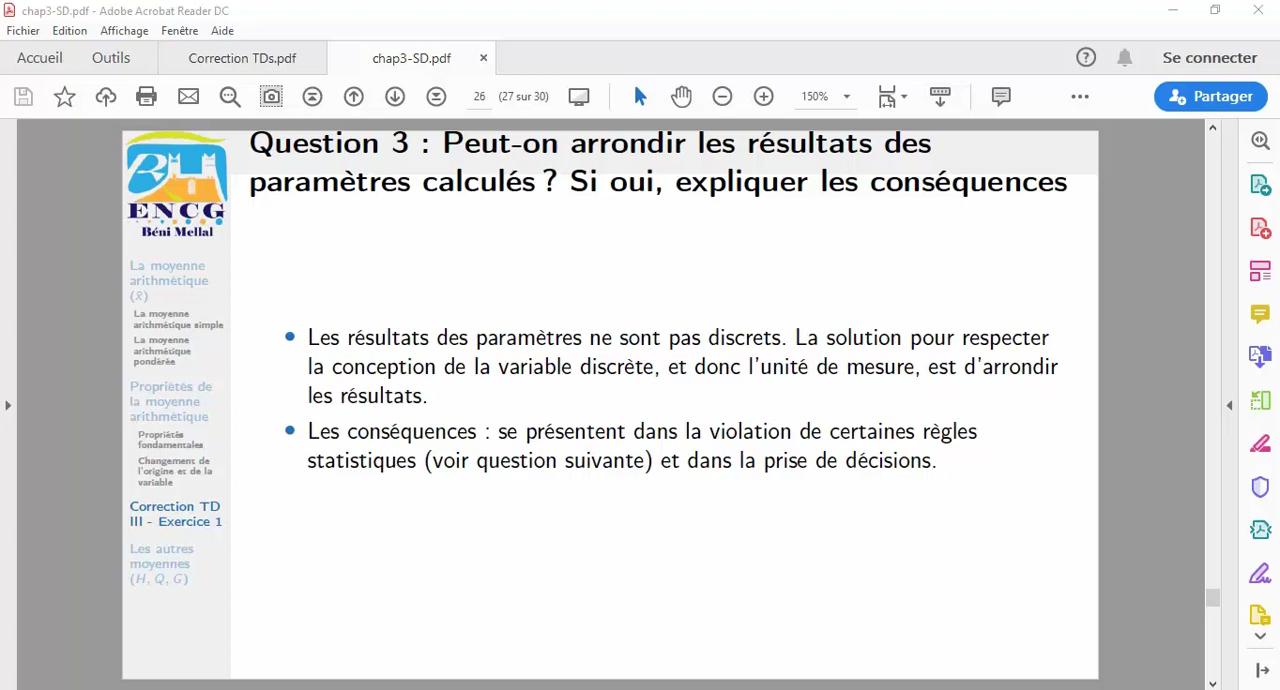 chap3-SD.pdf - Adobe Acrobat Reader DC
Fichier Edition Affichage Fenêtre Aide
Accueil Outils Correction TDs.pdf chap3-SD.pdf × Se connecter
26 (27 sur 30) 150% Partager
Question 3 : Peut-on arrondir les résultats des
paramètres calculés ? Si oui, expliquer les conséquences
ENCG
Béni Mellal
La moyenne
arithmétique
(x̄)
La moyenne
arithmétique simple
La moyenne
arithmétique
pondérée
Propriétés de
la moyenne
arithmétique
Propriétés
fondamentales
Changement de
l'origine et de la
variable
Correction TD
III - Exercice 1
Les autres
moyennes
(H, Q, G)
• Les résultats des paramètres ne sont pas discrets. La solution pour respecter
la conception de la variable discrète, et donc l'unité de mesure, est d'arrondir
les résultats.
• Les conséquences : se présentent dans la violation de certaines règles
statistiques (voir question suivante) et dans la prise de décisions.